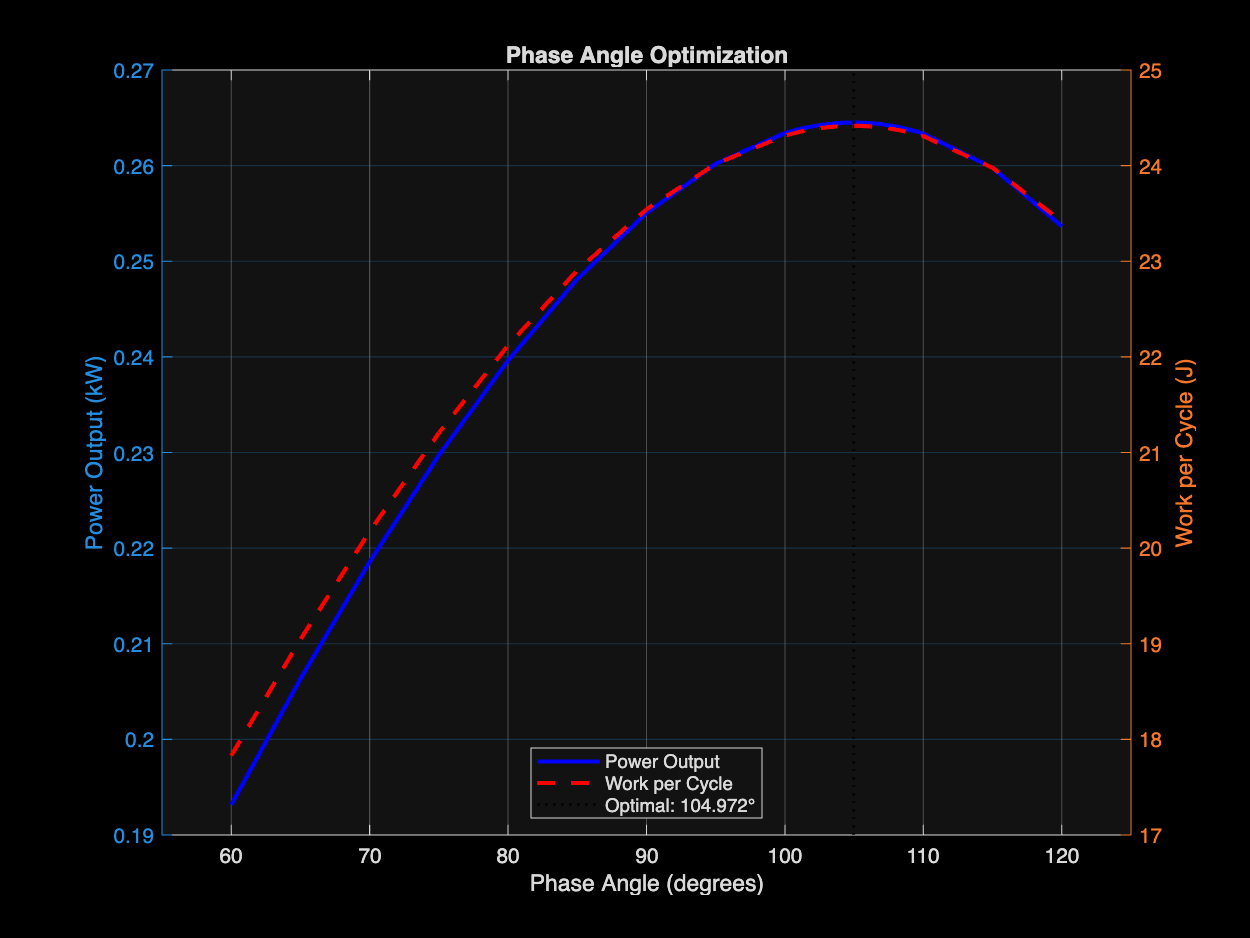 Phase Angle Optimization
0.27
0.26
0.25
0.24
0.23
0.22
0.21
0.2
0.19
Power Output (kW)
25
24
23
22
21
20
19
18
17
Work per Cycle (J)
Power Output
Work per Cycle
Optimal: 104.972°
60 70 80 90 100 110 120
Phase Angle (degrees)